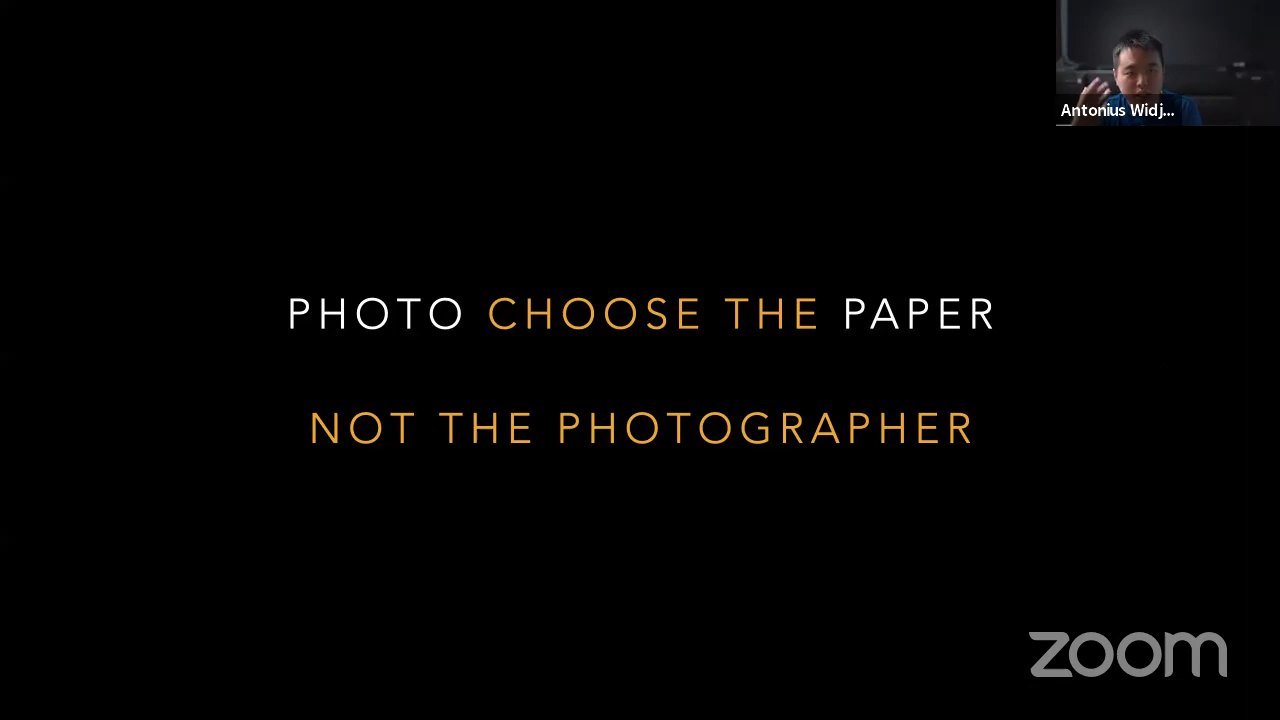 Antonius Widj...
PHOTO CHOOSE THE PAPER
NOT THE PHOTOGRAPHER
zoom